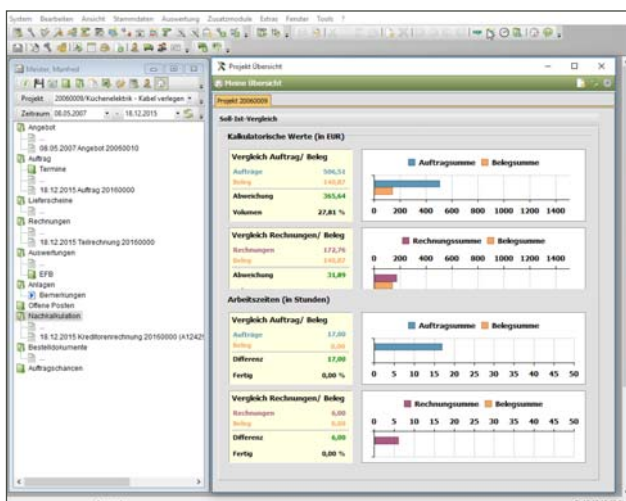 System Bearbeiten Ansicht Stammdaten Auswertung Zusatzmodule Extras Fenster Tools ?
Meister, Manfred
Projekt 20060009/Küchenelektrik - Kabel verlegen
Zeitraum 08.05.2007 - 18.12.2015
Angebot
...
08.05.2007 Angebot 20060010
Auftrag
Termine
...
18.12.2015 Auftrag 20160000
Lieferscheine
...
Rechnungen
...
18.12.2015 Teilrechnung 20160000
Auswertungen
...
EFB
Anlagen
Bemerkungen
Offene Posten
Nachkalkulation
...
18.12.2015 Kreditorenrechnung 20160000 (A12425
Bestelldokumente
...
Auftragschancen
Projekt Übersicht
Meine Übersicht
Projekt 20060009
Soll-Ist-Vergleich
Kalkulatorische Werte (in EUR)
Vergleich Auftrag/ Beleg
Aufträge 506,51
Beleg 140,87
Abweichung 365,64
Volumen 27,81 %
Auftragsumme Belegsumme
0 200 400 600 800 1000 1200 1400
Vergleich Rechnungen/ Beleg
Rechnungen 172,76
Beleg 140,87
Abweichung 31,89
Rechnungssumme Belegsumme
0 200 400 600 800 1000 1200 1400
Arbeitszeiten (in Stunden)
Vergleich Auftrag/ Beleg
Aufträge 17,00
Beleg 0,00
Differenz 17,00
Fertig 0,00 %
Auftragsumme Belegsumme
0 5 10 15 20 25 30 35 40 45 50
Vergleich Rechnungen/ Beleg
Rechnungen 6,00
Beleg 0,00
Differenz 6,00
Fertig 0,00 %
Rechnungsumme Belegsumme
0 5 10 15 20 25 30 35 40 45 50